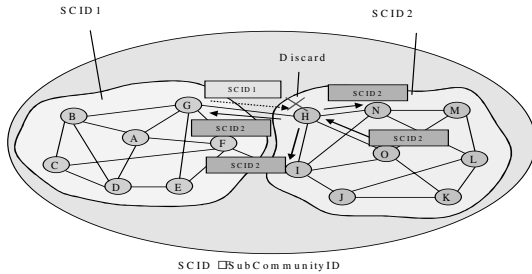 SCID1
SCID2
Discard
SCID1
SCID2
G
H
N
M
B
A
SCID2
F
SCID2
O
C
SCID2
I
L
D
E
J
K
SCID □SubCommunityID